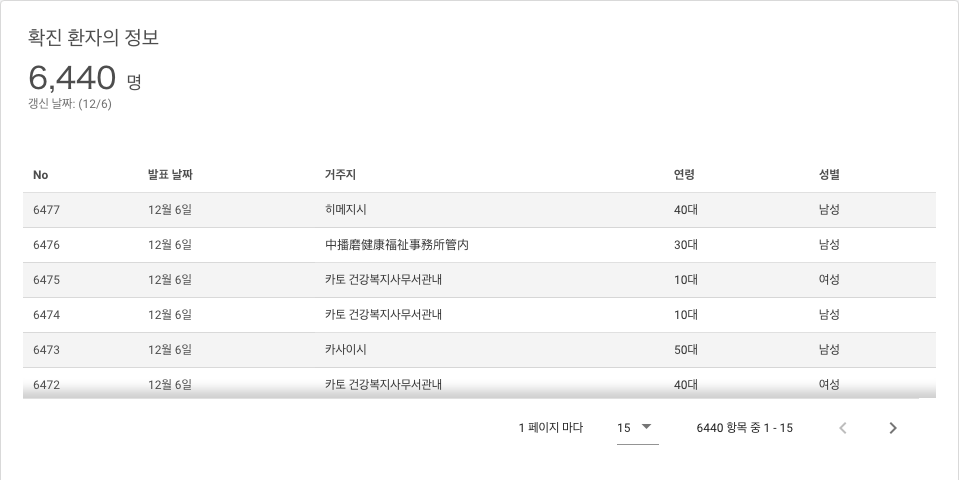 확진 환자의 정보
6,440 명
갱신 날짜: (12/6)
No 발표 날짜 거주지 연령 성별
6477 12월 6일 히메지시 40대 남성
6476 12월 6일 中播磨健康福祉事務所管内 30대 남성
6475 12월 6일 카토 건강복지사무서관내 10대 여성
6474 12월 6일 카토 건강복지사무서관내 10대 남성
6473 12월 6일 카사이시 50대 남성
6472 12월 6일 카토 건강복지사무서관내 40대 여성
1 페이지 마다 15 6440 항목 중 1 - 15